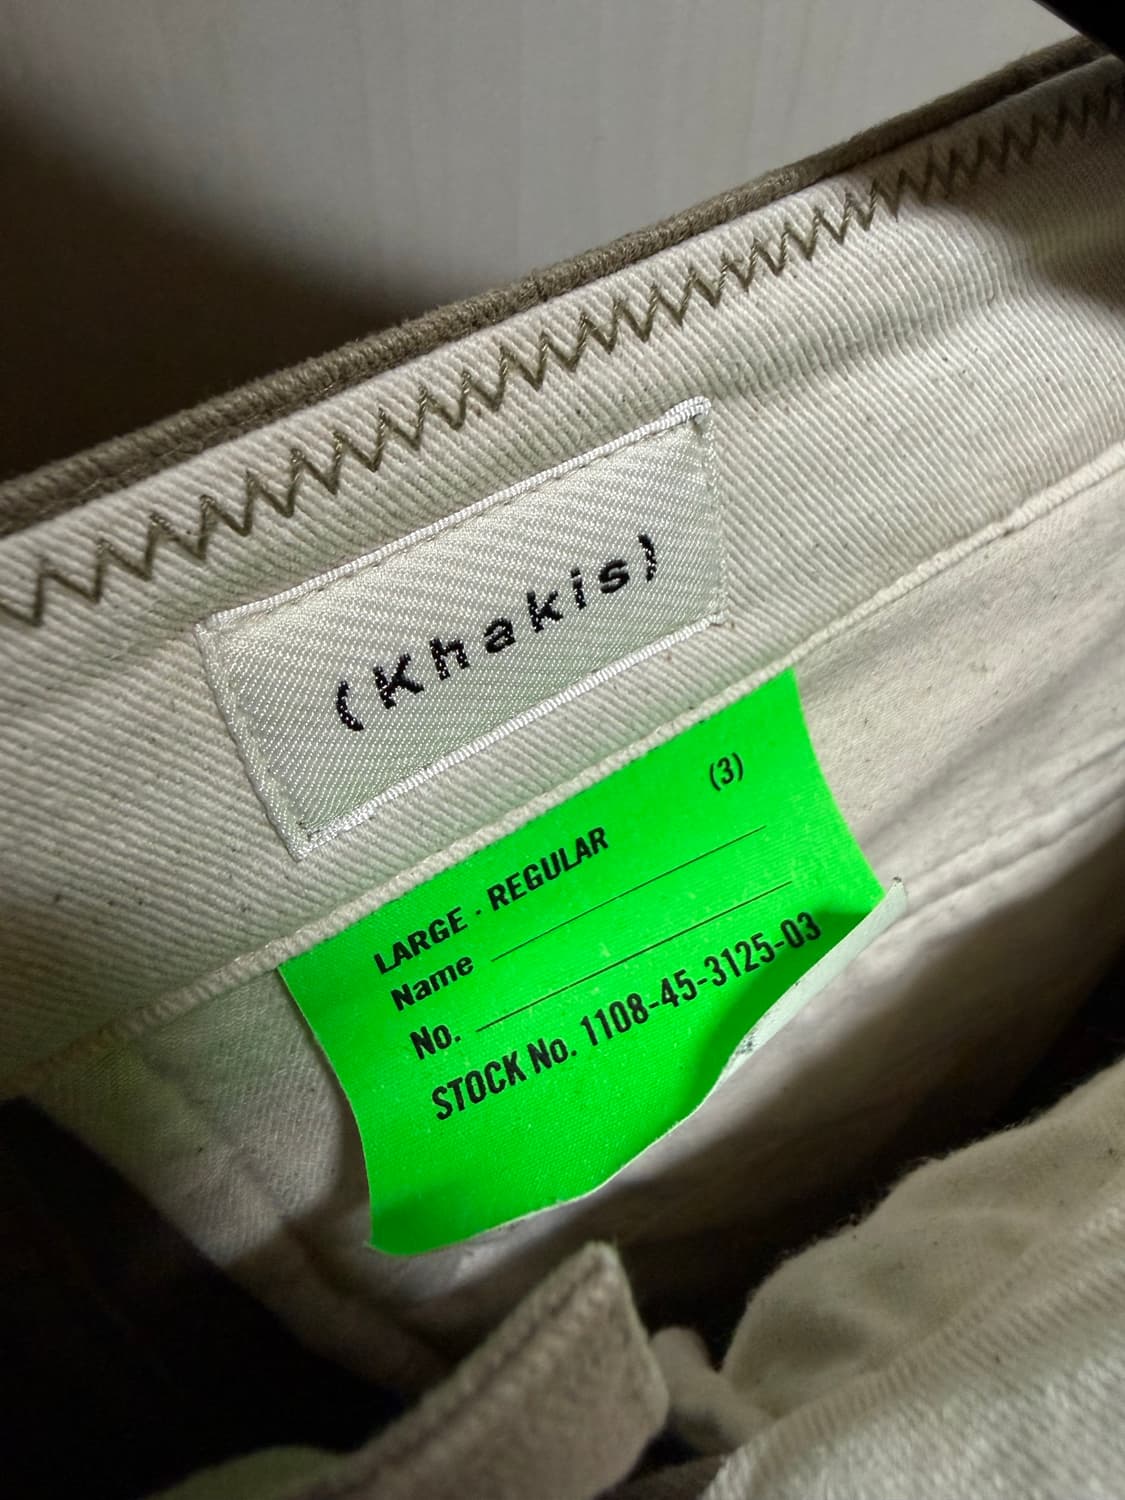 (Khakis)
(3)
LARGE · REGULAR
Name
No.
STOCK No. 1108-45-3125-03